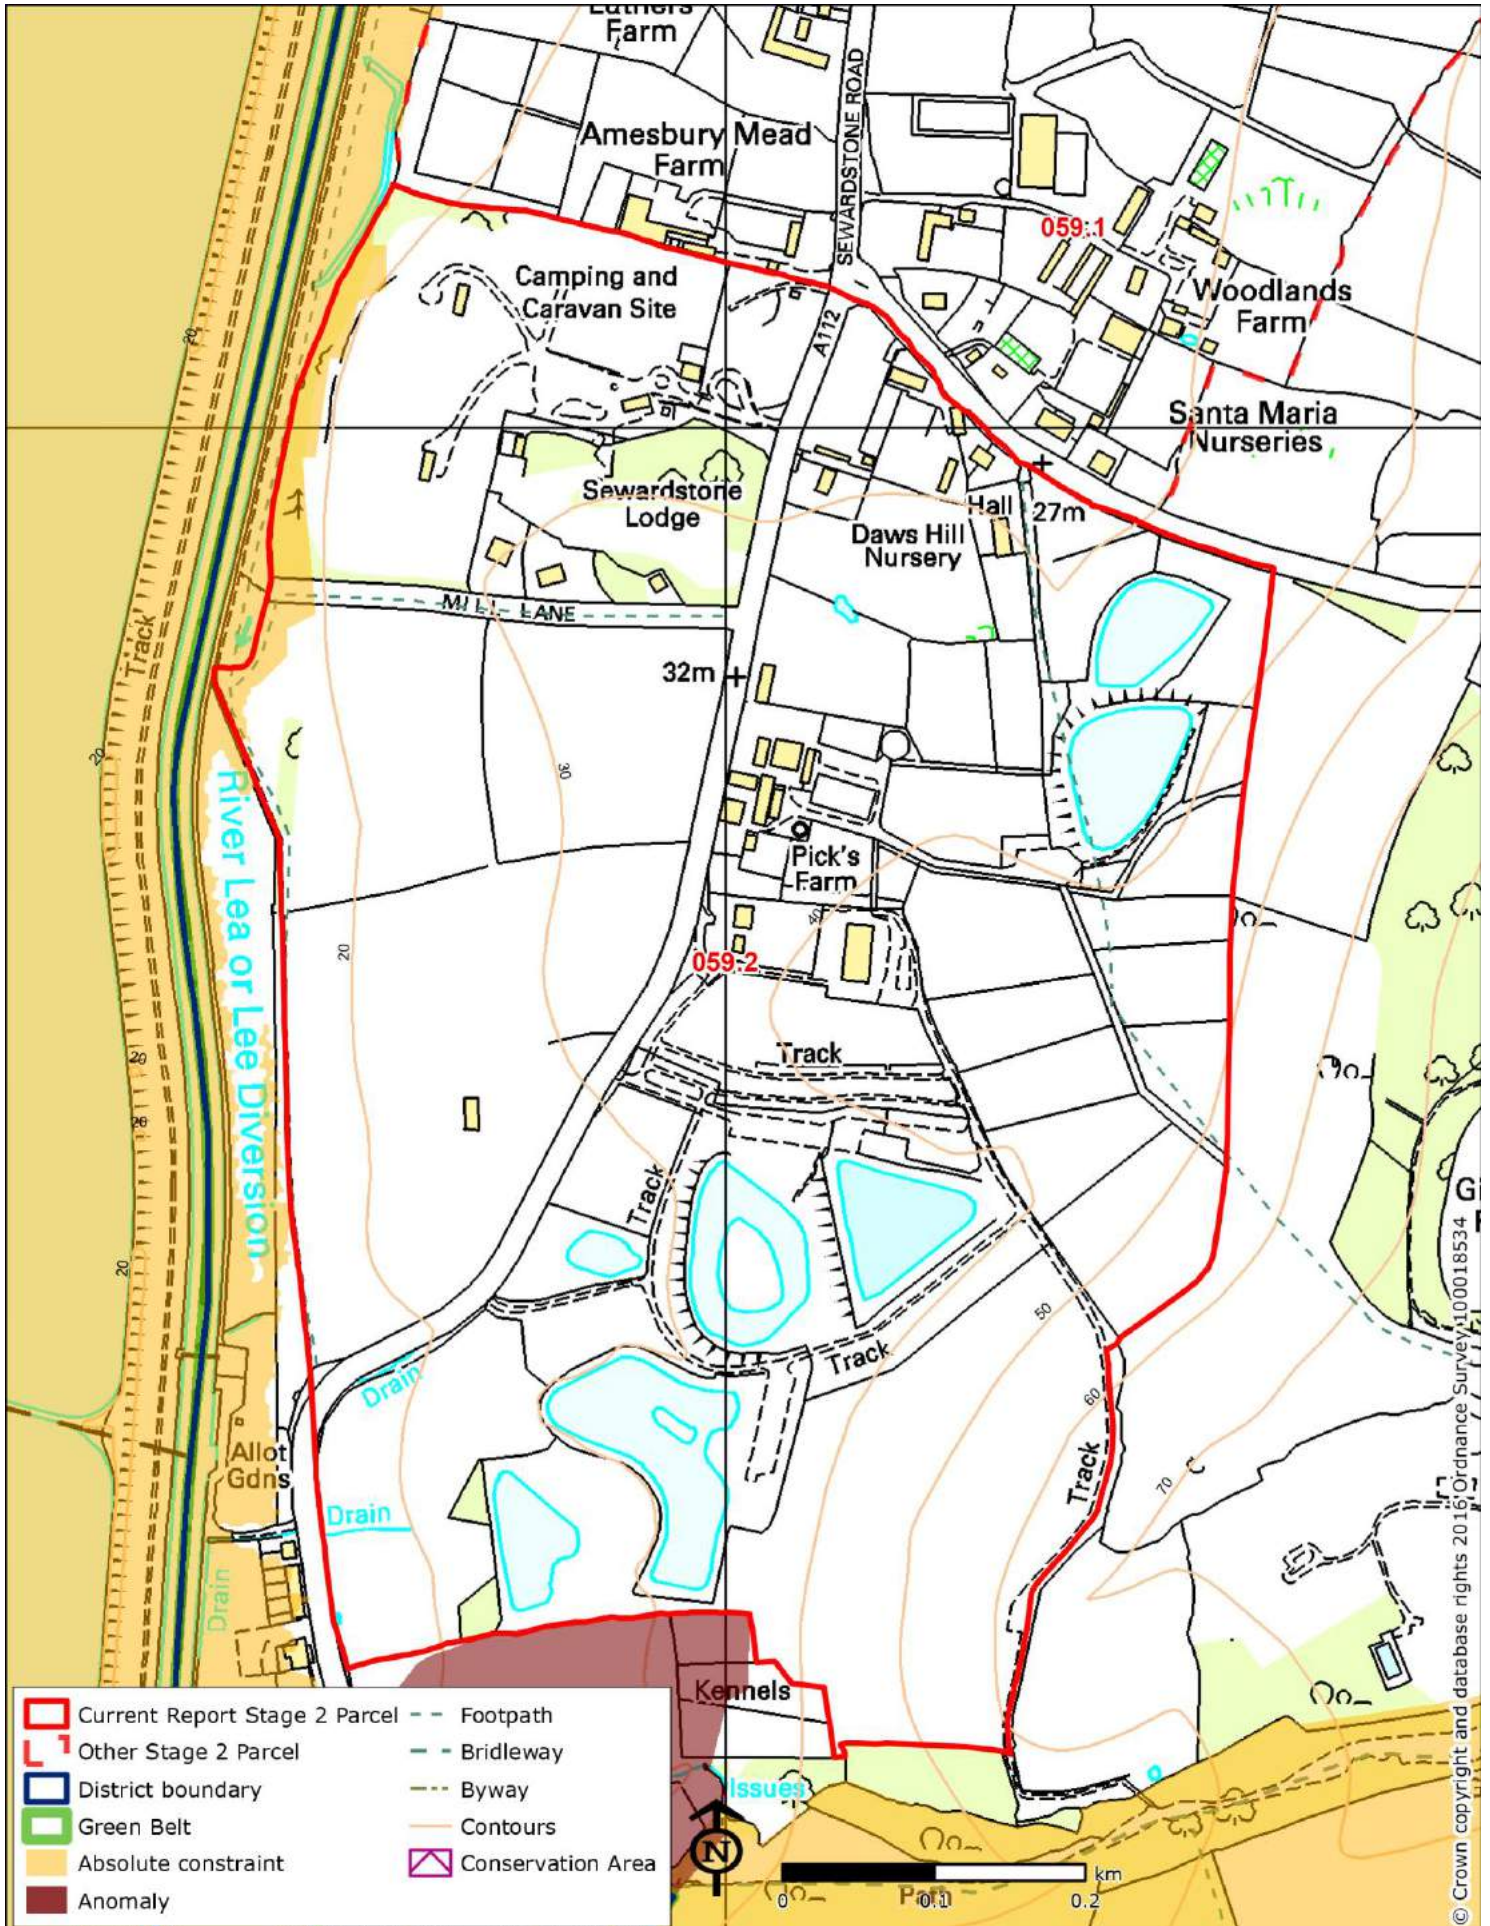 Luthers
Farm
SEWARDSTONE ROAD
Amesbury Mead
Farm
059.1
Camping and
Caravan Site
Woodlands
Farm
A112
20
Santa Maria
Nurseries
Sewardstone
Lodge
Hall
27m
Daws Hill
Nursery
MILL LANE
Track
32m
20
30
River Lea or Lee Diversion
Pick's
Farm
40
20
059.2
20
Track
20
Track
Gi
F
20
50
Track
Drain
60
Allot
Gdns
Track
70
Drain
Drain
Kennels
Issues
Current Report Stage 2 Parcel
Other Stage 2 Parcel
District boundary
Green Belt
Absolute constraint
Anomaly
Footpath
Bridleway
Byway
Contours
Conservation Area
N
km
0
0.1
0.2
Path
© Crown copyright and database rights 2016 Ordnance Survey 100018534